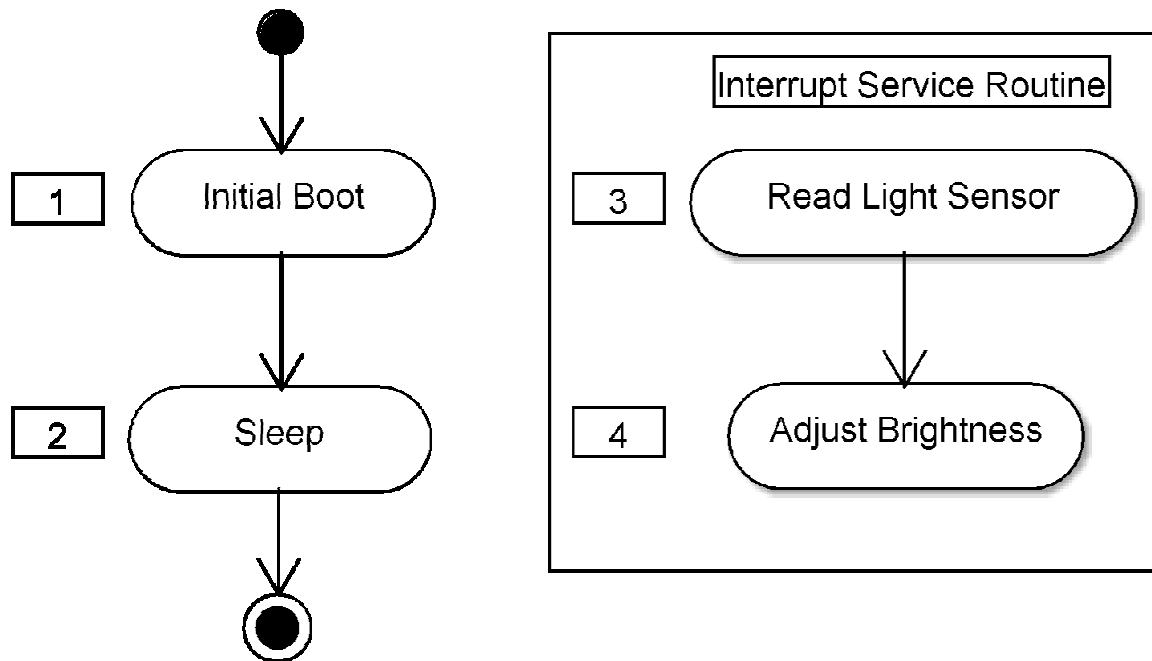 1
Initial Boot
2
Sleep
Interrupt Service Routine
3
Read Light Sensor
4
Adjust Brightness